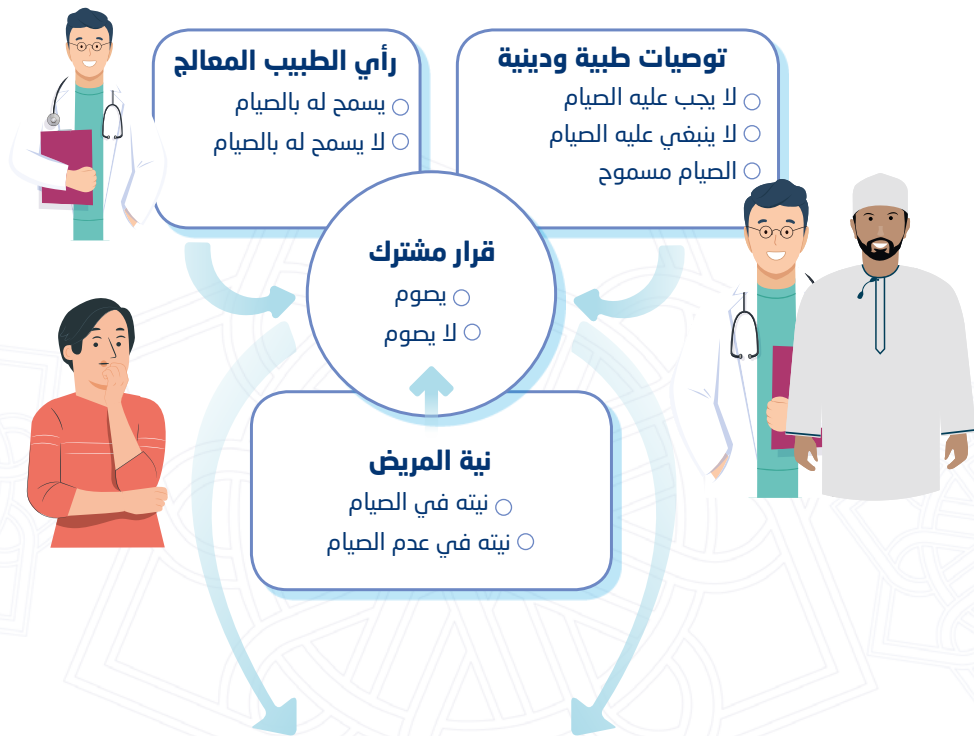 توصيات طبية ودينية
لا يجب عليه الصيام
لا ينبغي عليه الصيام
الصيام مسموح
رأي الطبيب المعالج
يسمح له بالصيام
لا يسمح له بالصيام
قرار مشترك
يصوم
لا يصوم
نية المريض
نيته في الصيام
نيته في عدم الصيام